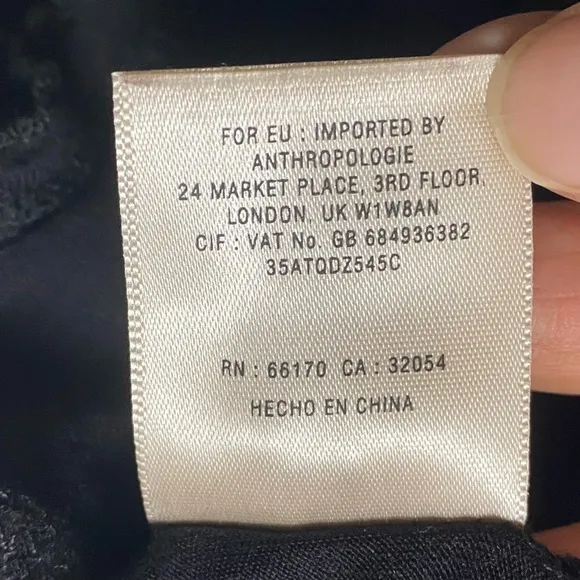 FOR EU : IMPORTED BY
ANTHROPOLOGIE
24 MARKET PLACE, 3RD FLOOR,
LONDON, UK W1W8AN
CIF : VAT No. GB 684936382
35ATQDZ545C
RN : 66170 CA : 32054
HECHO EN CHINA